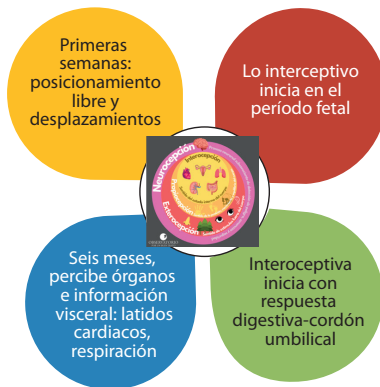 Primeras
semanas:
posicionamiento
libre y
desplazamientos
Lo interceptivo
inicia en el
período fetal
Neurocepción
Interocepción
Propiocepción
Exterocepción
Seis meses,
percibe órganos
e información
visceral: latidos
cardiacos,
respiración
Interoceptiva
inicia con
respuesta
digestiva-cordón
umbilical